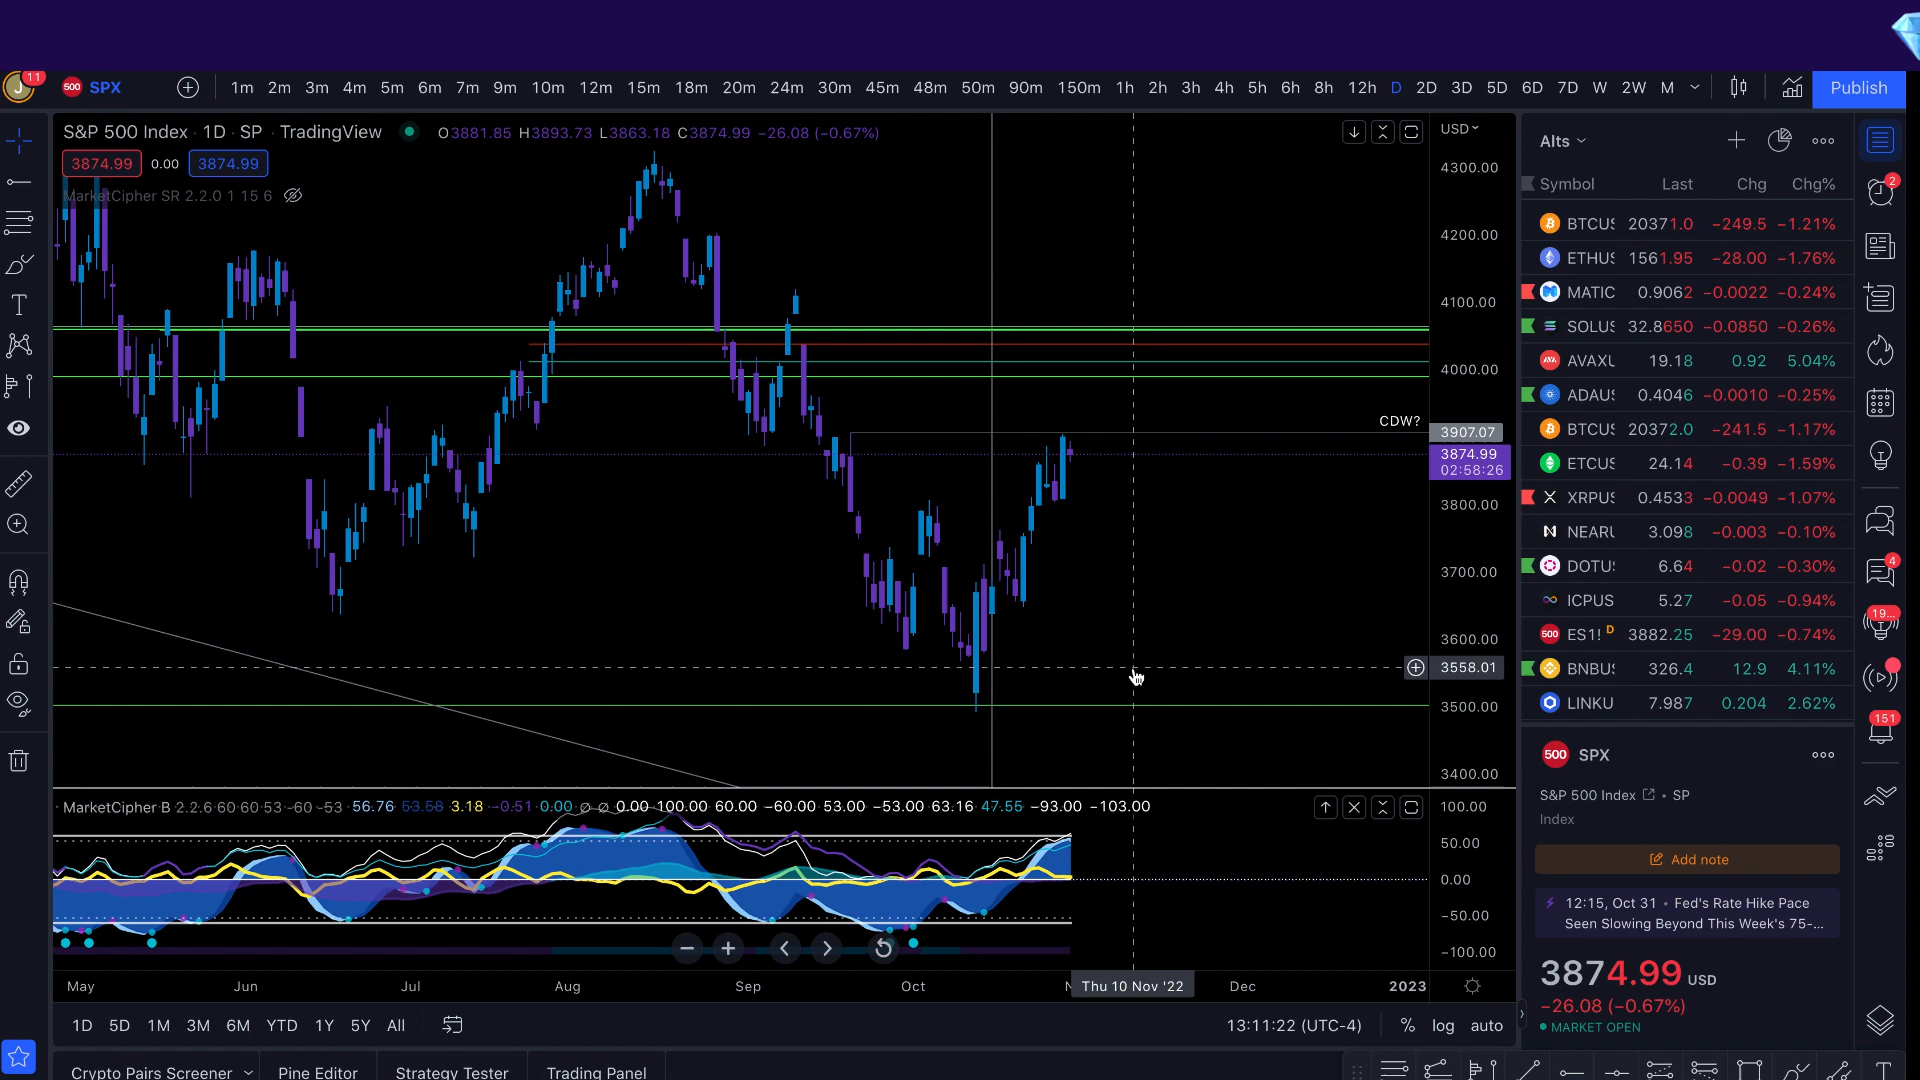 J 11 500 SPX 1m 2m 3m 4m 5m 6m 7m 9m 10m 12m 15m 18m 20m 24m 30m 45m 48m 50m 90m 150m 1h 2h 3h 4h 5h 6h 8h 12h D 2D 3D 5D 6D 7D W 2W M Publish
S&P 500 Index · 1D · SP · TradingView O3881.85 H3893.73 L3863.18 C3874.99 −26.08 (−0.67%)
3874.99 0.00 3874.99
MarketCipher SR 2.2.0 1 15 6
USD
4300.00
4200.00
4100.00
4000.00
CDW? 3907.07
3874.99
02:58:26
3800.00
3700.00
3600.00
3558.01
3500.00
3400.00
MarketCipher B 2.2.6 60 60 53 −60 −53 56.76 53.58 3.18 −0.51 0.00 ∅ ∅ 0.00 100.00 60.00 −60.00 53.00 −53.00 63.16 47.55 −93.00 −103.00
100.00
50.00
0.00
−50.00
−100.00
May Jun Jul Aug Sep Oct N Thu 10 Nov '22 Dec 2023
1D 5D 1M 3M 6M YTD 1Y 5Y All 13:11:22 (UTC-4) % log auto
Crypto Pairs Screener Pine Editor Strategy Tester Trading Panel
Alts
Symbol Last Chg Chg%
BTCUS 20371.0 −249.5 −1.21%
ETHUS 1561.95 −28.00 −1.76%
MATIC 0.9062 −0.0022 −0.24%
SOLUS 32.8650 −0.0850 −0.26%
AVAXU 19.18 0.92 5.04%
ADAUS 0.4046 −0.0010 −0.25%
BTCUS 20372.0 −241.5 −1.17%
ETCUS 24.14 −0.39 −1.59%
XRPUS 0.4533 −0.0049 −1.07%
NEARU 3.098 −0.003 −0.10%
DOTUS 6.64 −0.02 −0.30%
ICPUS 5.27 −0.05 −0.94%
500 ES1! D 3882.25 −29.00 −0.74%
BNBUS 326.4 12.9 4.11%
LINKU 7.987 0.204 2.62%
500 SPX
S&P 500 Index • SP
Index
Add note
12:15, Oct 31 • Fed's Rate Hike Pace
Seen Slowing Beyond This Week's 75-...
3874.99 USD
−26.08 (−0.67%)
MARKET OPEN
2
4
19...
151